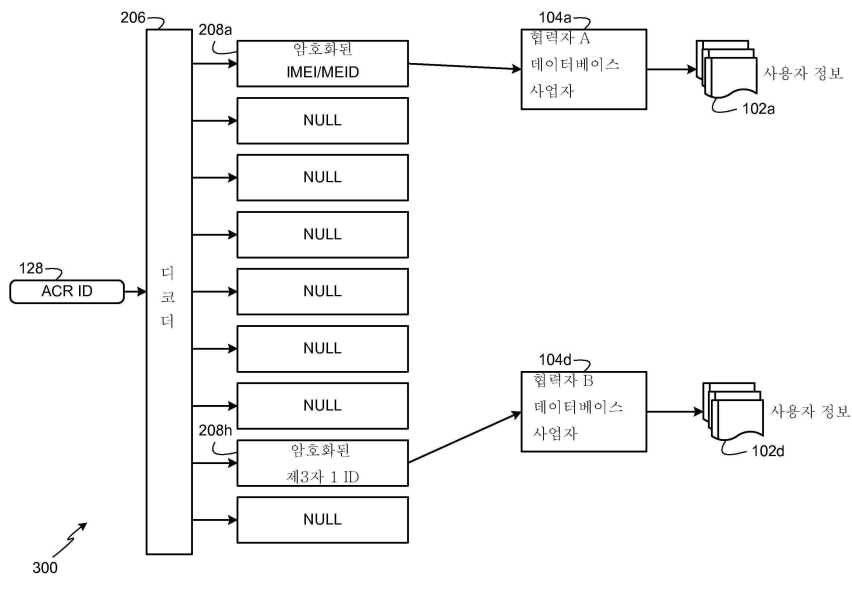 206
208a
암호화된
IMEI/MEID
104a
협력자 A
데이터베이스
사업자
사용자 정보
102a
NULL
NULL
NULL
128
ACR ID
디
코
더
NULL
NULL
NULL
104d
협력자 B
데이터베이스
사업자
사용자 정보
102d
208h
암호화된
제3자 1 ID
NULL
300